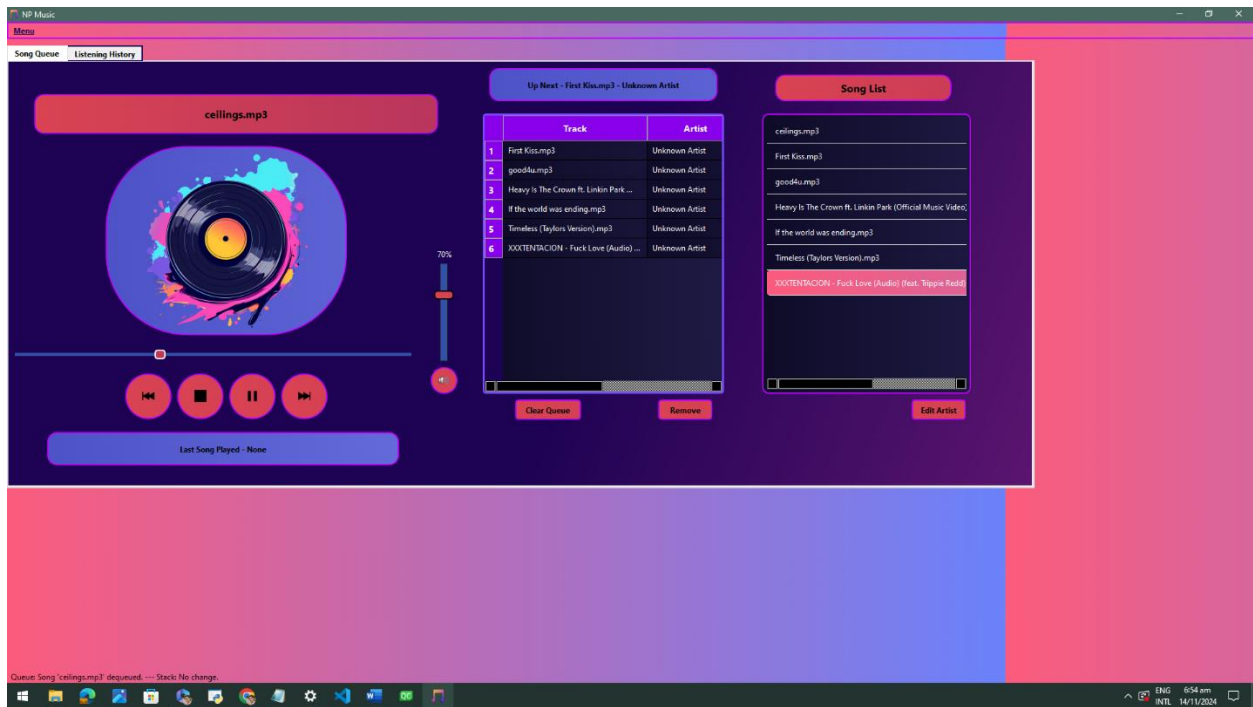 NP Music
Menu
Song Queue Listening History
ceilings.mp3
70%
Last Song Played - None
Up Next - First Kiss.mp3 - Unknown Artist
Track Artist
1 First Kiss.mp3 Unknown Artist
2 good4u.mp3 Unknown Artist
3 Heavy Is The Crown ft. Linkin Park ... Unknown Artist
4 If the world was ending.mp3 Unknown Artist
5 Timeless (Taylors Version).mp3 Unknown Artist
6 XXXTENTACION - Fuck Love (Audio) ... Unknown Artist
Clear Queue Remove
Song List
ceilings.mp3
First Kiss.mp3
good4u.mp3
Heavy Is The Crown ft. Linkin Park (Official Music Video)
If the world was ending.mp3
Timeless (Taylors Version).mp3
XXXTENTACION - Fuck Love (Audio) (feat. Trippie Redd)
Edit Artist
Queue: Song 'ceilings.mp3' dequeued. --- Stack: No change.
ENG 6:54 am
INTL 14/11/2024